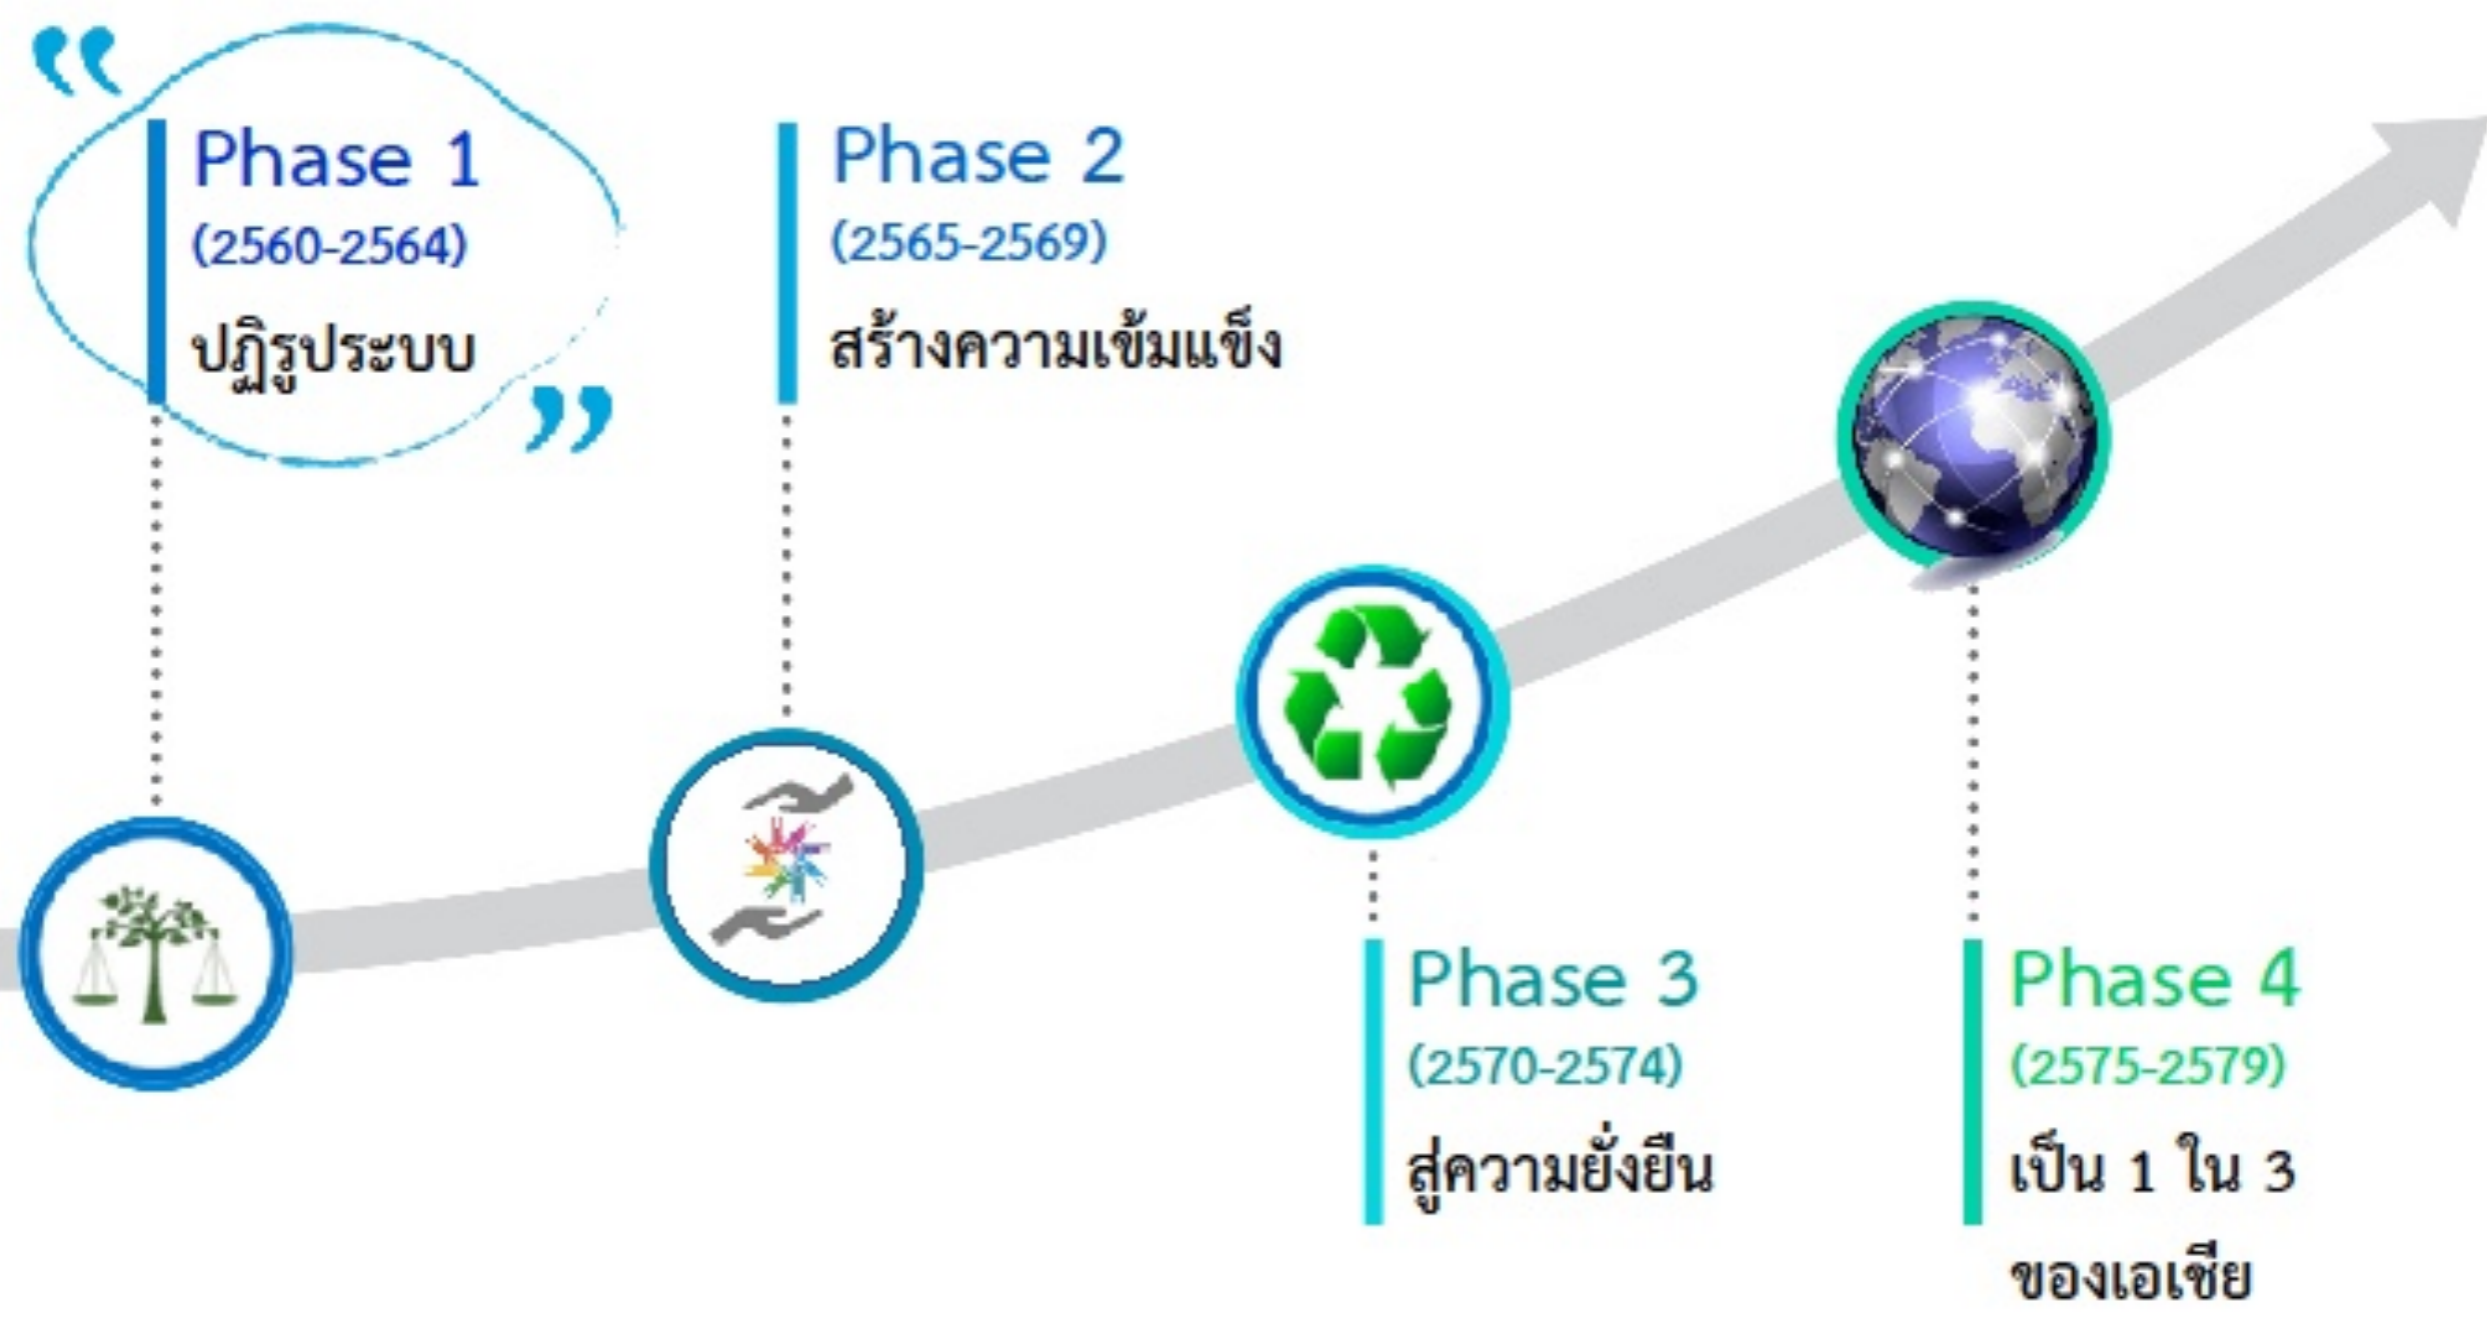 Phase 1
(2560-2564)
ปฏิรูประบบ
Phase 2
(2565-2569)
สร้างความเข้มแข็ง
Phase 3
(2570-2574)
สู่ความยั่งยืน
Phase 4
(2575-2579)
เป็น 1 ใน 3
ของเอเชีย